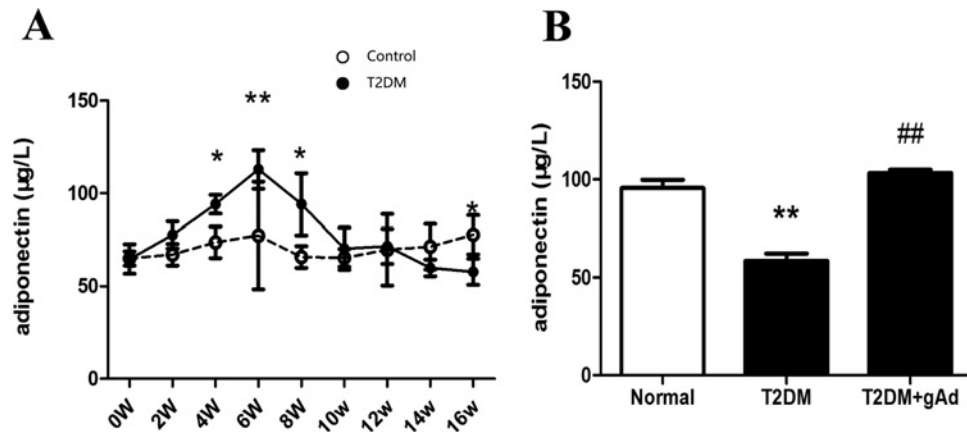 A
Control
T2DM
adiponectin (µg/L)
150
100
50
0
**
*
*
*
0W 2W 4W 6W 8W 10w 12w 14w 16w
B
adiponectin (µg/L)
150
100
50
0
**
##
Normal T2DM T2DM+gAd